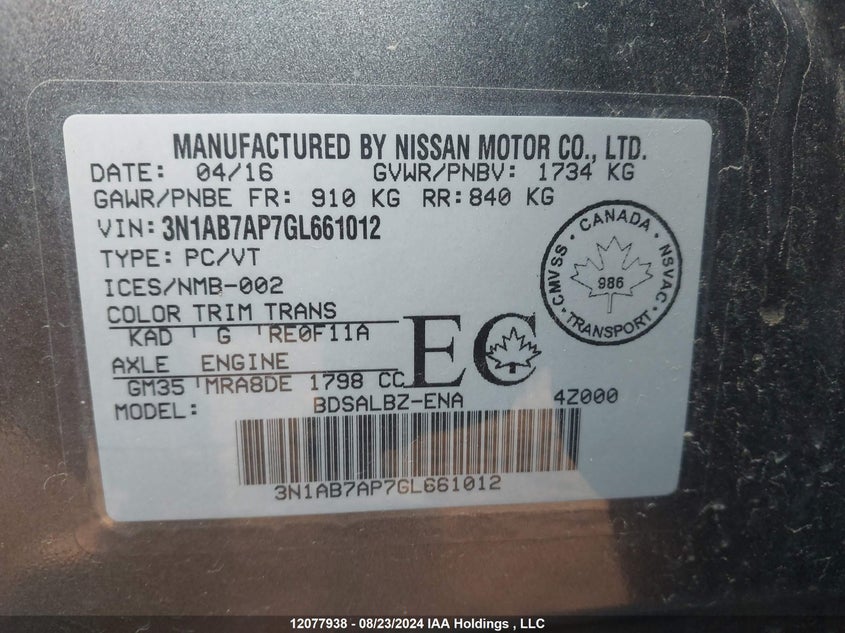 MANUFACTURED BY NISSAN MOTOR CO., LTD.
DATE: 04/16 GVWR/PNBV: 1734 KG
GAWR/PNBE FR: 910 KG RR: 840 KG
VIN: 3N1AB7AP7GL661012
TYPE: PC/VT
ICES/NMB-002
COLOR TRIM TRANS
KAD G RE0F11A
AXLE ENGINE
GM35 MRA8DE 1798 CC
EC
CMVSS · CANADA · NSVAC · TRANSPORT ·
986
MODEL: BDSALBZ-ENA 4Z000
3N1AB7AP7GL661012
12077938 - 08/23/2024 IAA Holdings , LLC